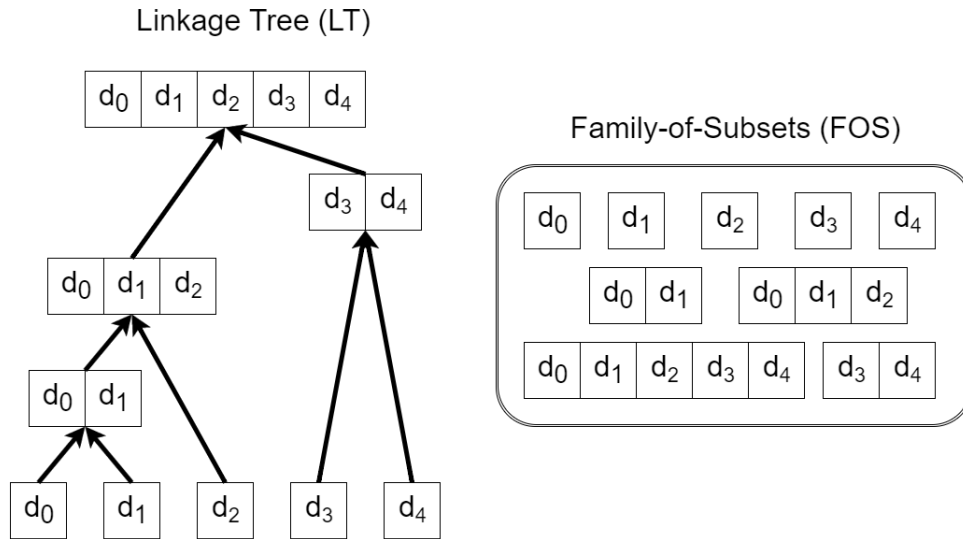 Linkage Tree (LT)
d₀ d₁ d₂ d₃ d₄
d₃ d₄
d₀ d₁ d₂
d₀ d₁
d₀ d₁ d₂ d₃ d₄
Family-of-Subsets (FOS)
d₀ d₁ d₂ d₃ d₄
d₀ d₁ d₀ d₁ d₂
d₀ d₁ d₂ d₃ d₄ d₃ d₄